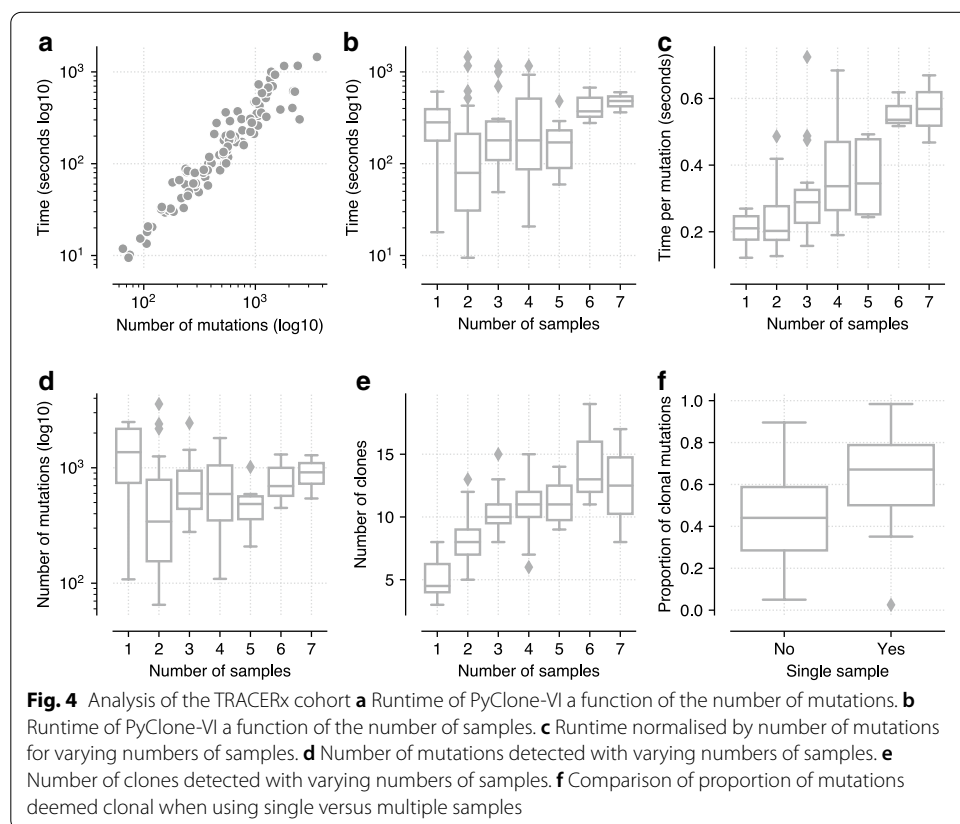 a
Time (seconds log10)
10³
10²
10¹
10² 10³
Number of mutations (log10)
b
Time (seconds log10)
10³
10²
10¹
1 2 3 4 5 6 7
Number of samples
c
Time per mutation (seconds)
0.6
0.4
0.2
1 2 3 4 5 6 7
Number of samples
d
Number of mutations (log10)
10³
10²
1 2 3 4 5 6 7
Number of samples
e
Number of clones
15
10
5
1 2 3 4 5 6 7
Number of samples
f
Proportion of clonal mutations
1.0
0.8
0.6
0.4
0.2
0.0
No Yes
Single sample
Fig. 4 Analysis of the TRACERx cohort a Runtime of PyClone-VI a function of the number of mutations. b
Runtime of PyClone-VI a function of the number of samples. c Runtime normalised by number of mutations
for varying numbers of samples. d Number of mutations detected with varying numbers of samples. e
Number of clones detected with varying numbers of samples. f Comparison of proportion of mutations
deemed clonal when using single versus multiple samples